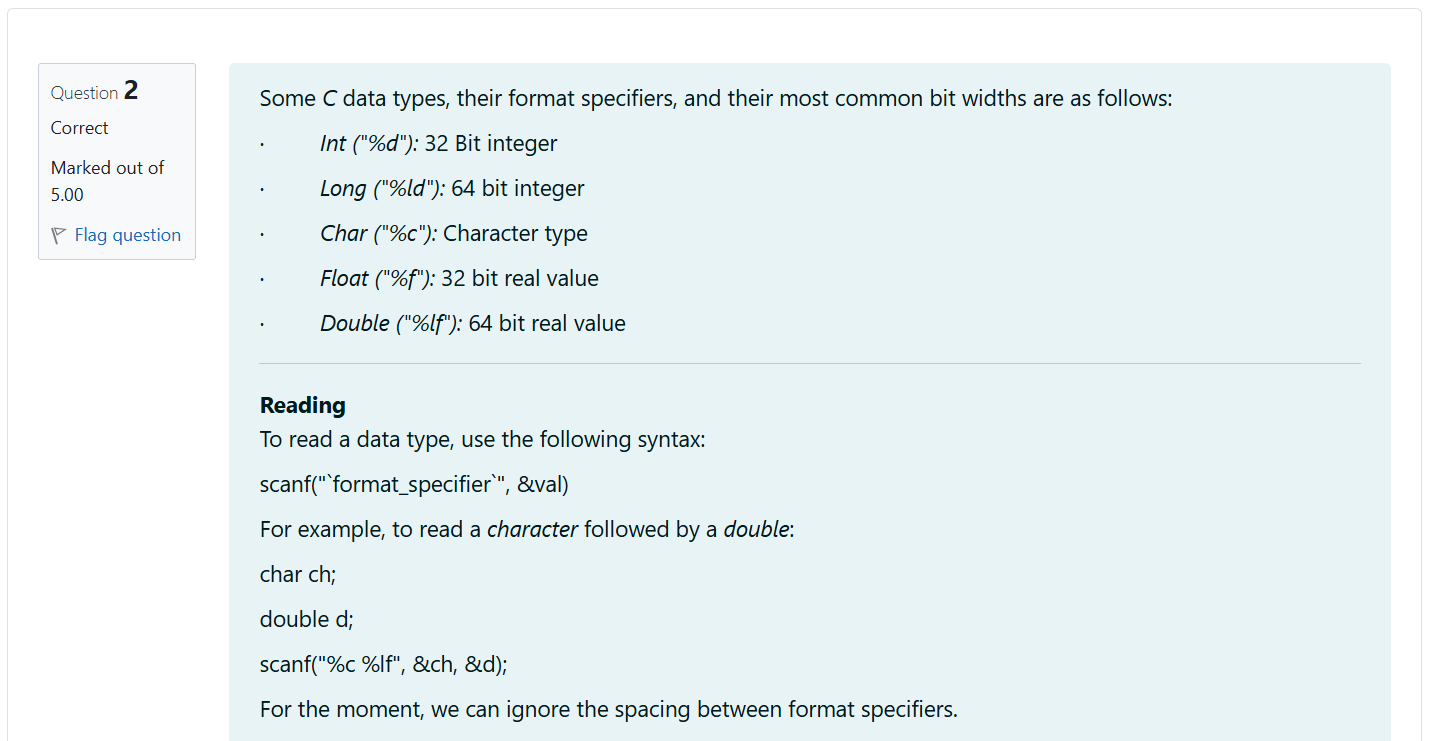 Question 2
Correct
Marked out of
5.00
Flag question
Some C data types, their format specifiers, and their most common bit widths are as follows:
· Int ("%d"): 32 Bit integer
· Long ("%ld"): 64 bit integer
· Char ("%c"): Character type
· Float ("%f"): 32 bit real value
· Double ("%lf"): 64 bit real value
Reading
To read a data type, use the following syntax:
scanf("`format_specifier`", &val)
For example, to read a character followed by a double:
char ch;
double d;
scanf("%c %lf", &ch, &d);
For the moment, we can ignore the spacing between format specifiers.